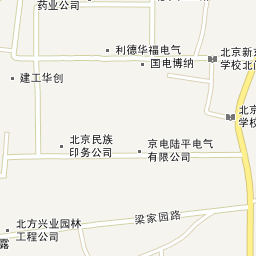 药业公司
利德华福电气
国电博纳
北京新东
学校北门
建工华创
北京
学校
北京民族
印务公司
京电陆平电气
有限公司
梁家园路
北方兴业园林
工程公司
露